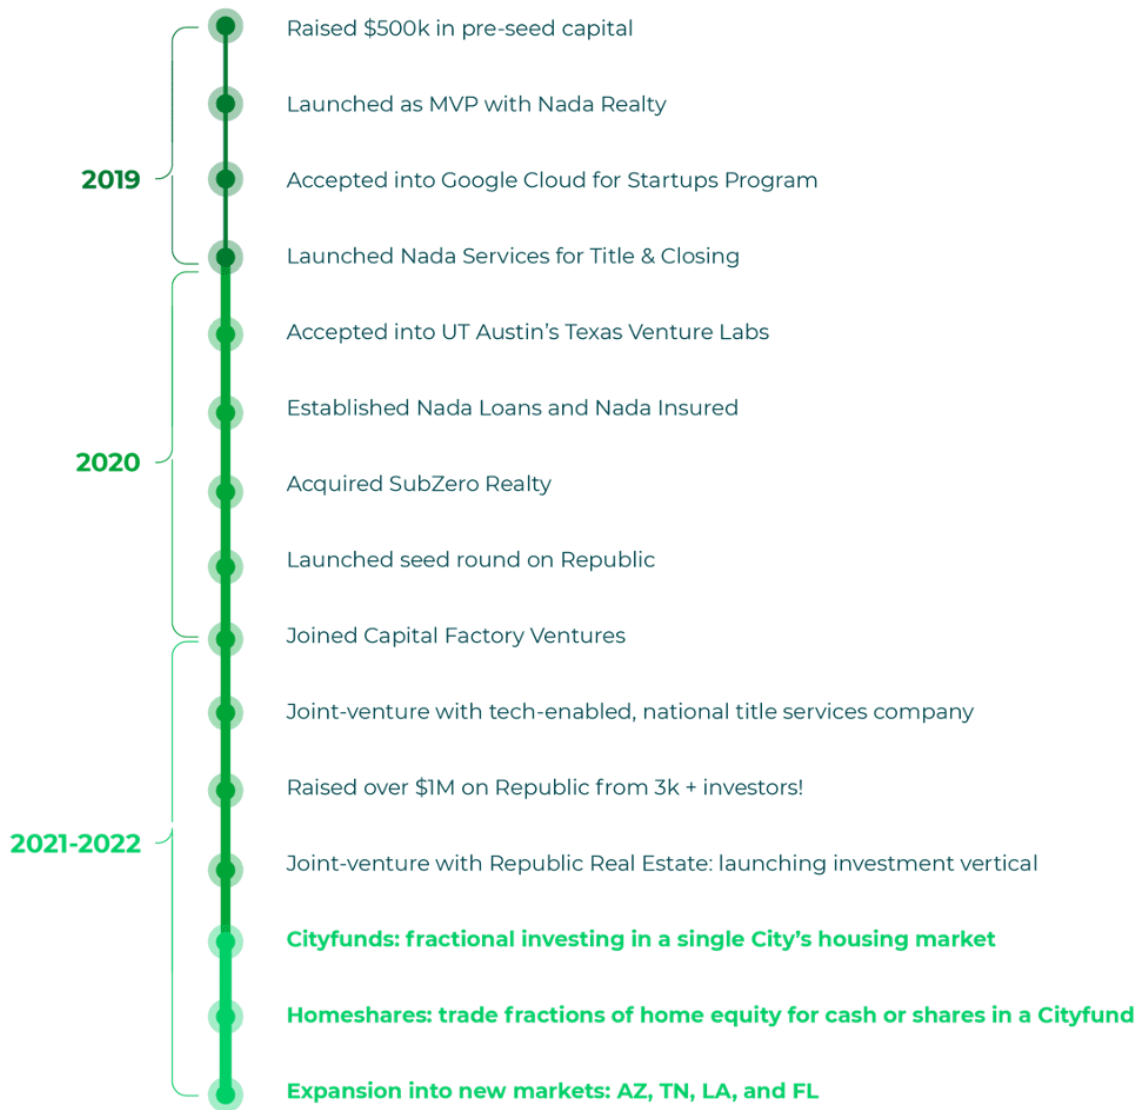 Raised $500k in pre-seed capital
Launched as MVP with Nada Realty
2019
Accepted into Google Cloud for Startups Program
Launched Nada Services for Title & Closing
Accepted into UT Austin’s Texas Venture Labs
Established Nada Loans and Nada Insured
2020
Acquired SubZero Realty
Launched seed round on Republic
Joined Capital Factory Ventures
Joint-venture with tech-enabled, national title services company
Raised over $1M on Republic from 3k + investors!
2021-2022
Joint-venture with Republic Real Estate: launching investment vertical
Cityfunds: fractional investing in a single City’s housing market
Homeshares: trade fractions of home equity for cash or shares in a Cityfund
Expansion into new markets: AZ, TN, LA, and FL